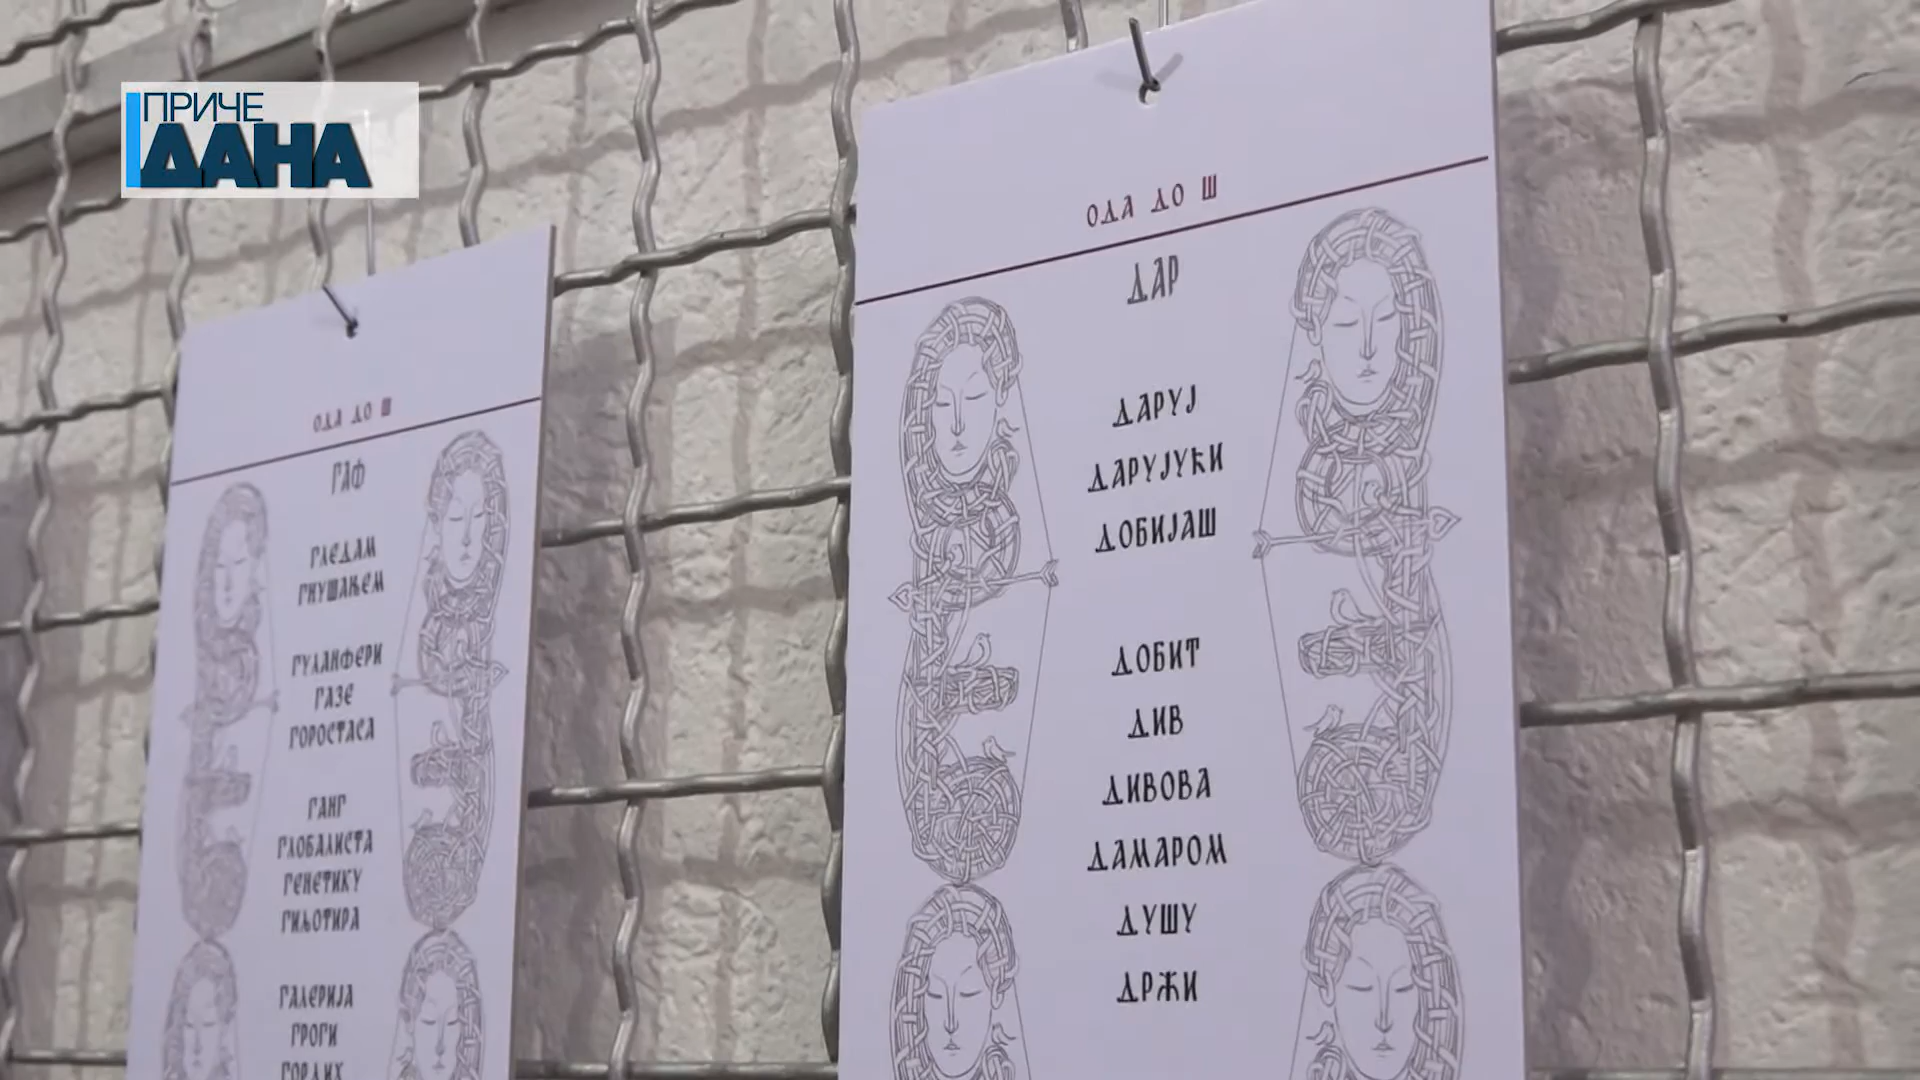 ПРИЧЕ
ДАНА
ОДА ДО Ш
ГАФ
ГЛЕДАМ
ГНУШАЊЕМ
ГУЛАНФЕРИ
ГАЗЕ
ГОРОСТАСА
ГАНГ
ГЛОБАЛИСТА
ГЕНЕТИКУ
ГИЉОТИРА
ГАЛЕРИЈА
ГРОГИ
ГОРДИХ
ОДА ДО Ш
ДАР
ДАРУЈ
ДАРУЈУЋИ
ДОБИЈАШ
ДОБИТ
ДИВ
ДИВОВА
ДАМАРОМ
ДУШУ
ДРЖИ